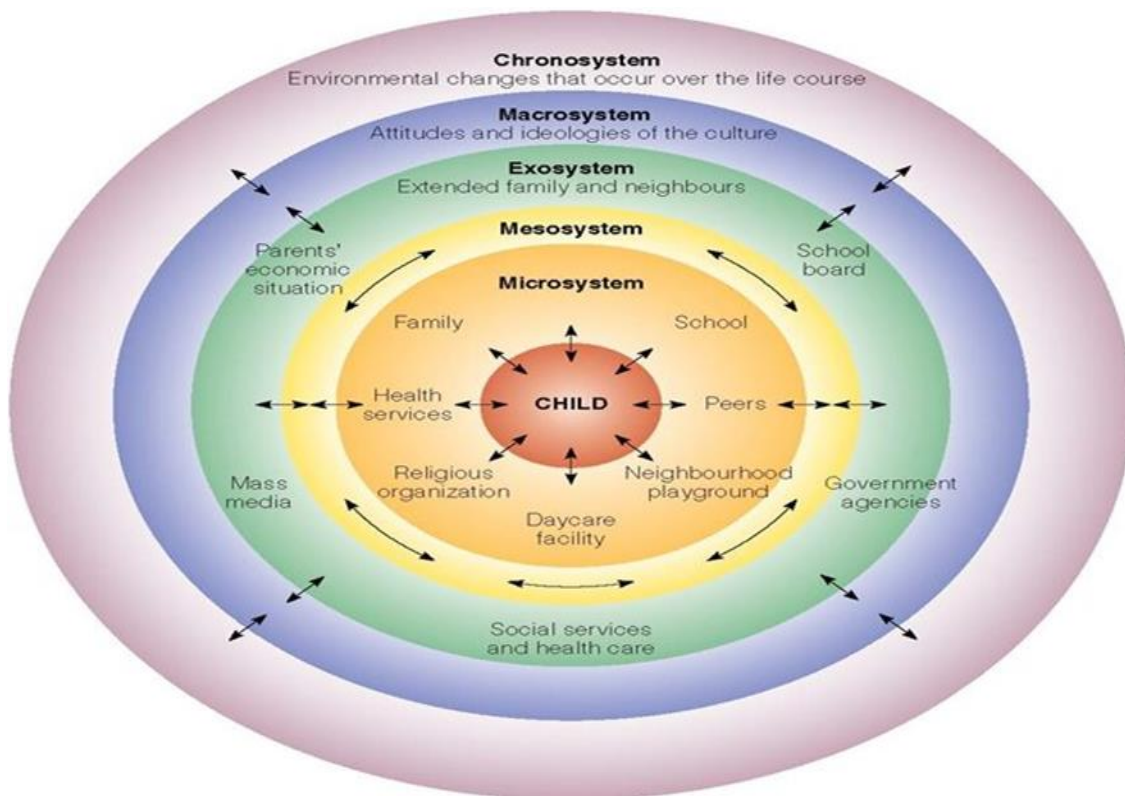 Chronosystem
Environmental changes that occur over the life course
Macrosystem
Attitudes and ideologies of the culture
Exosystem
Extended family and neighbours
Mesosystem
Parents'
economic
situation
School
board
Microsystem
Family
School
Health
services
CHILD
Peers
Religious
organization
Neighbourhood
playground
Mass
media
Government
agencies
Daycare
facility
Social services
and health care